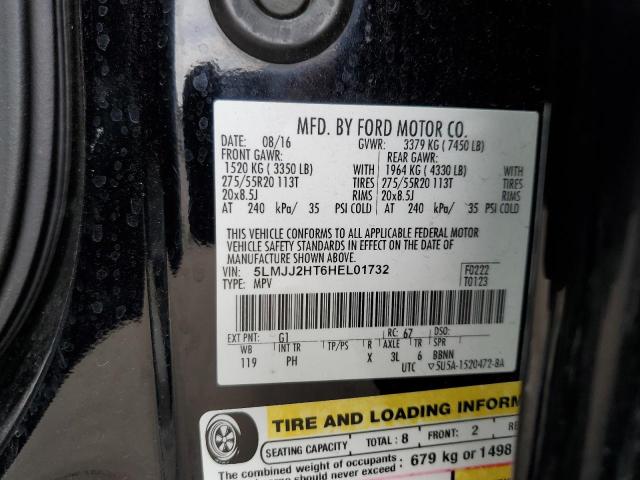 MFD. BY FORD MOTOR CO.
DATE: 08/16 GVWR: 3379 KG ( 7450 LB)
FRONT GAWR: REAR GAWR:
1520 KG ( 3350 LB) WITH 1964 KG ( 4330 LB) WITH
275/55R20 113T TIRES 275/55R20 113T TIRES
20x8.5J RIMS 20x8.5J RIMS
AT 240 kPa/ 35 PSI COLD AT 240 kPa/ 35 PSI COLD
THIS VEHICLE CONFORMS TO ALL APPLICABLE FEDERAL MOTOR
VEHICLE SAFETY STANDARDS IN EFFECT ON THE DATE OF
MANUFACTURE SHOWN ABOVE.
VIN: 5LMJJ2HT6HEL01732 F0222
TYPE: MPV T0123
EXT PNT: G1 RC: 67 DSO:
WB INT TR TP/PS R AXLE TR SPR
119 PH X 3L 6 BBNN
UTC 5U5A-1520472-BA
TIRE AND LOADING INFORM
SEATING CAPACITY TOTAL: 8 FRONT: 2 RE
The combined weight of occupants 679 kg or 1498